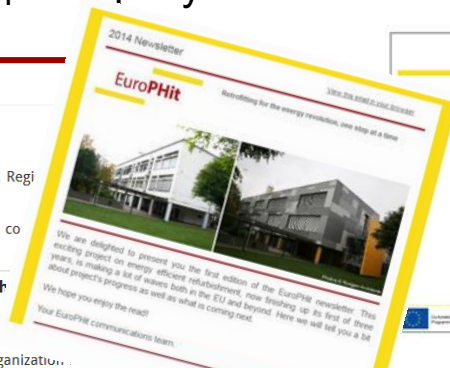 2014 Newsletter
View this email in your browser
EuroPHit
Retrofitting for the energy revolution, one step at a time
We are delighted to present you the first edition of the EuroPHit newsletter. This
exciting project on energy efficient refurbishment, now finishing up its first of three
years, is making a lot of waves both in the EU and beyond. Here we will tell you a bit
about project's progress as well as what is coming next.
We hope you enjoy the read!
Your EuroPHit communications team.
Regi
co
ganization